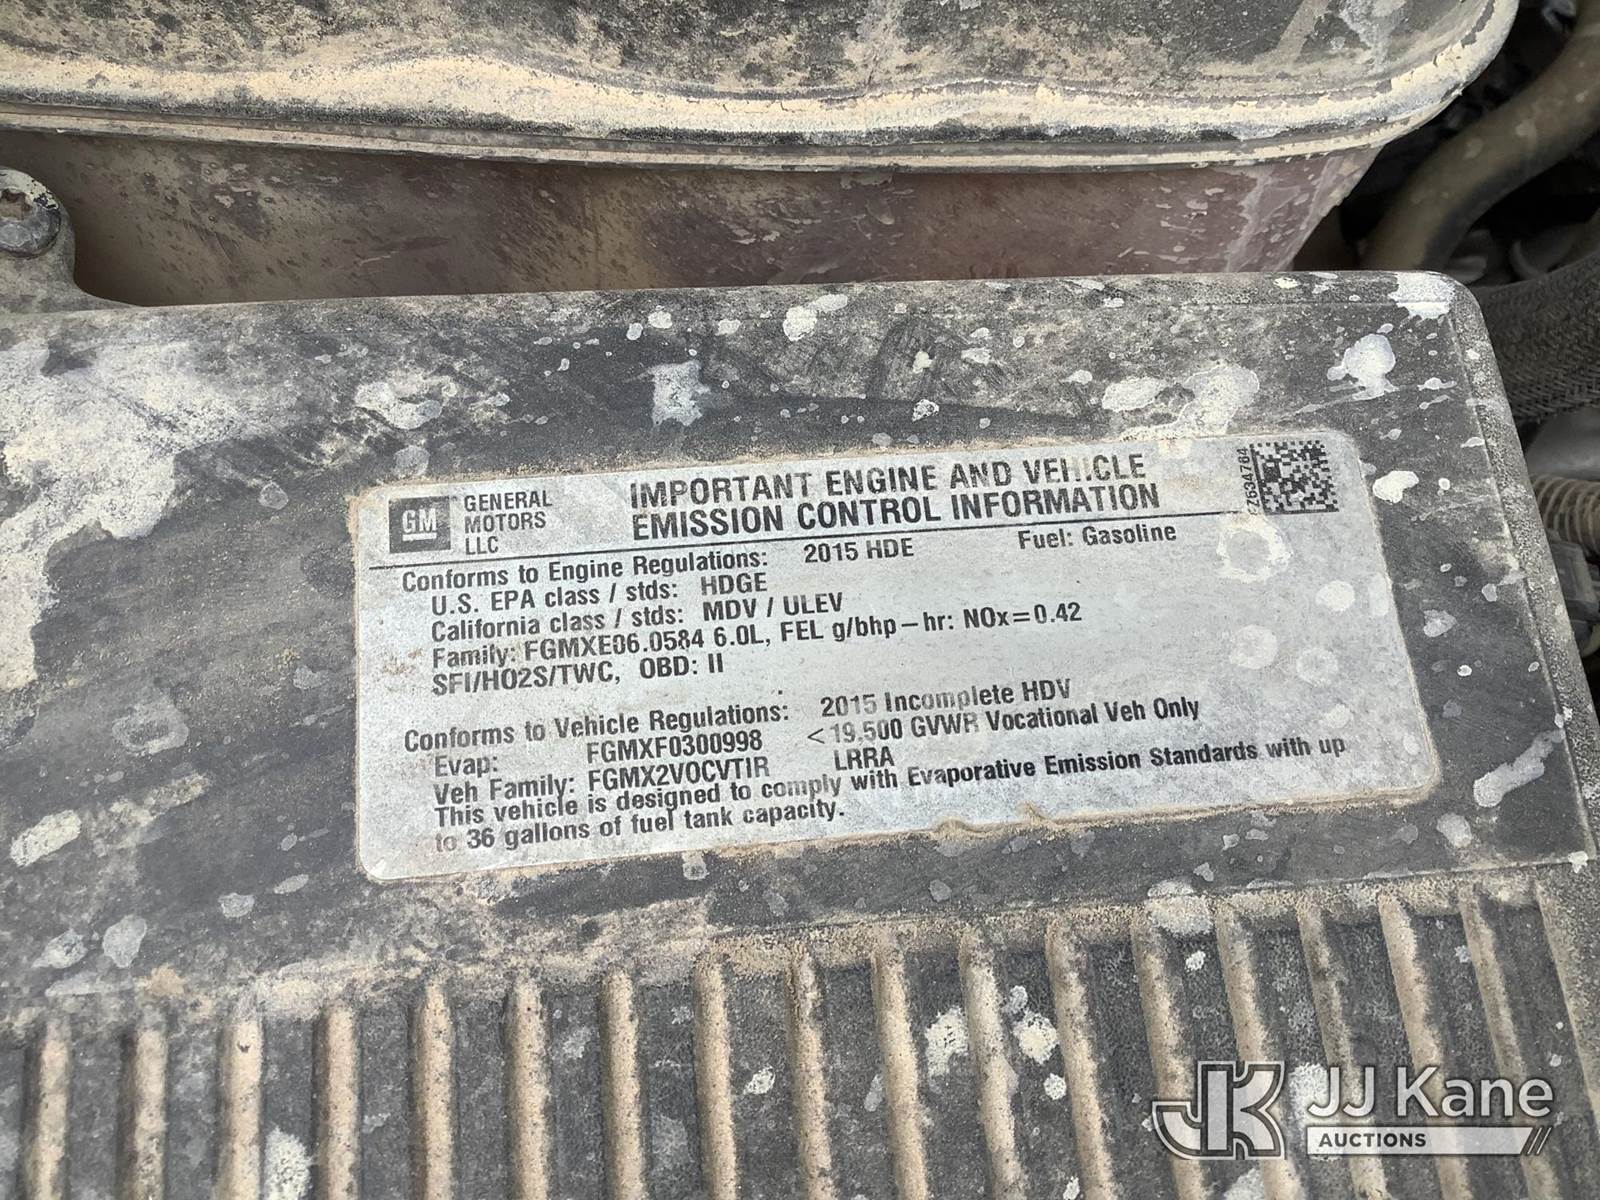 GM
GENERAL
MOTORS
LLC
IMPORTANT ENGINE AND VEHICLE
EMISSION CONTROL INFORMATION
Z634764
Conforms to Engine Regulations: 2015 HDE Fuel: Gasoline
U.S. EPA class / stds: HDGE
California class / stds: MDV / ULEV
Family: FGMXE06.0584 6.0L, FEL g/bhp-hr: NOx=0.42
SFI/HO2S/TWC, OBD: II
Conforms to Vehicle Regulations: 2015 Incomplete HDV
Evap: FGMXF0300998 <19,500 GVWR Vocational Veh Only
Veh Family: FGMX2VOCVTIR LRRA
This vehicle is designed to comply with Evaporative Emission Standards with up
to 36 gallons of fuel tank capacity.
JK JJ Kane
AUCTIONS